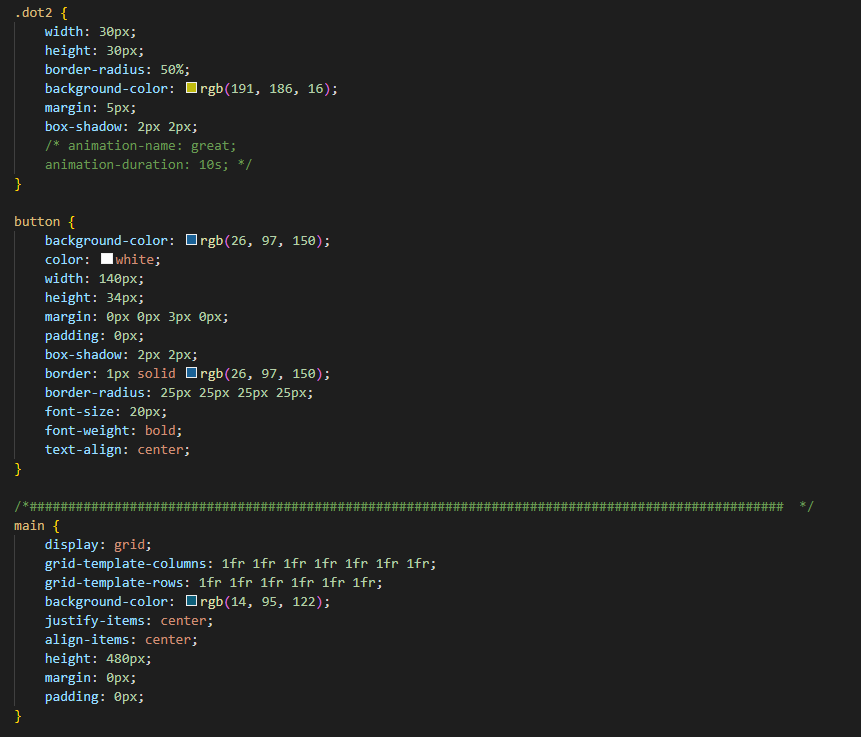 .dot2 {
    width: 30px;
    height: 30px;
    border-radius: 50%;
    background-color: rgb(191, 186, 16);
    margin: 5px;
    box-shadow: 2px 2px;
    /* animation-name: great;
    animation-duration: 10s; */
}

button {
    background-color: rgb(26, 97, 150);
    color: white;
    width: 140px;
    height: 34px;
    margin: 0px 0px 3px 0px;
    padding: 0px;
    box-shadow: 2px 2px;
    border: 1px solid rgb(26, 97, 150);
    border-radius: 25px 25px 25px 25px;
    font-size: 20px;
    font-weight: bold;
    text-align: center;
}

/*################################################################################################## */
main {
    display: grid;
    grid-template-columns: 1fr 1fr 1fr 1fr 1fr 1fr 1fr;
    grid-template-rows: 1fr 1fr 1fr 1fr 1fr 1fr;
    background-color: rgb(14, 95, 122);
    justify-items: center;
    align-items: center;
    height: 480px;
    margin: 0px;
    padding: 0px;
}